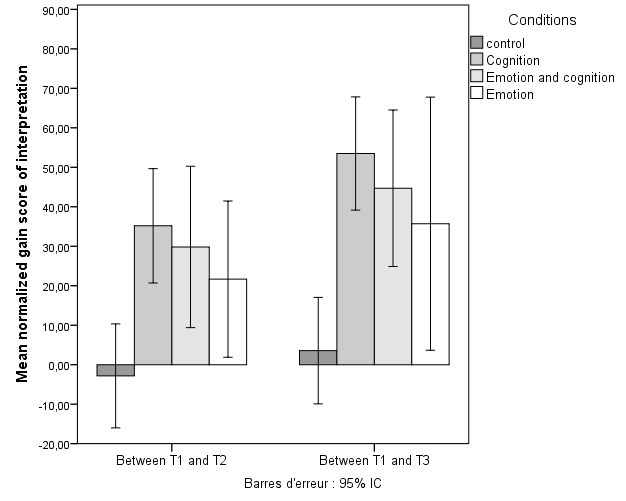 Conditions
control
Cognition
Emotion and cognition
Emotion
Mean normalized gain score of interpretation
90,00
80,00
70,00
60,00
50,00
40,00
30,00
20,00
10,00
0,00
-10,00
-20,00
Between T1 and T2
Between T1 and T3
Barres d'erreur : 95% IC